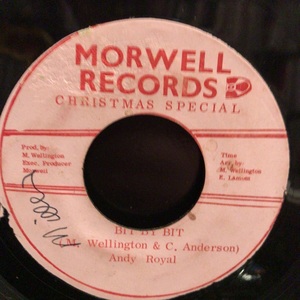 MORWELL
RECORDS
CHRISTMAS SPECIAL
Prod. by:
M. Wellington
Exec. Producer
Morwell
Time
Arr. by
M. Wellington
E. Lamont
BIT BY BIT
(M. Wellington & C. Anderson)
Andy Royal